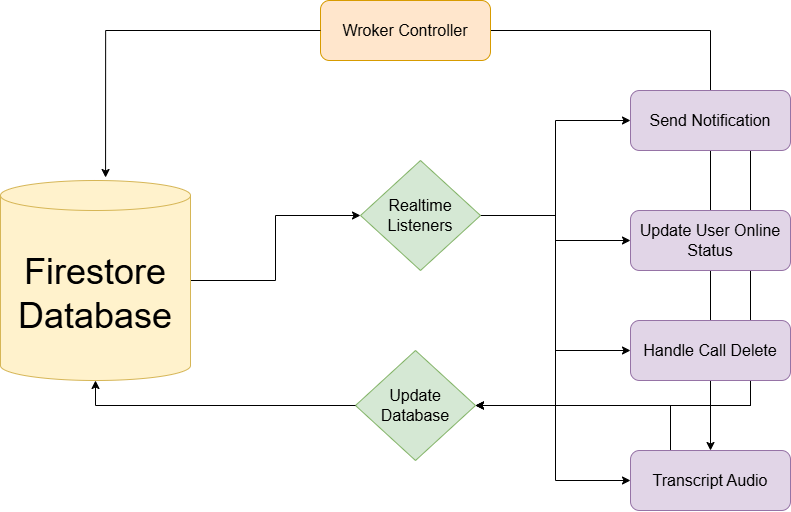 Wroker Controller
Send Notification
Realtime
Listeners
Update User Online
Status
Firestore
Database
Handle Call Delete
Update
Database
Transcript Audio